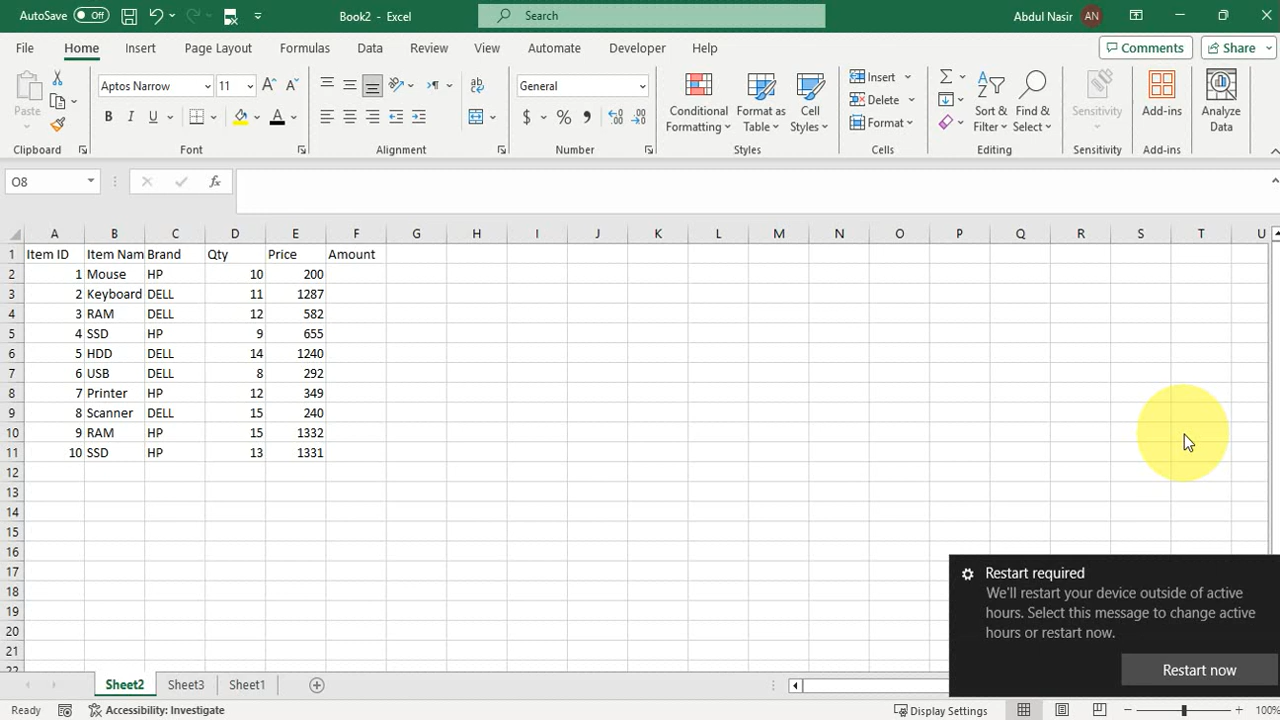 AutoSave Off Book2 - Excel Search Abdul Nasir AN
File Home Insert Page Layout Formulas Data Review View Automate Developer Help Comments Share
Paste Aptos Narrow 11 General Conditional Formatting Format as Table Cell Styles Insert Delete Format Sort & Filter Find & Select Sensitivity Add-ins Analyze Data
Clipboard Font Alignment Number Styles Cells Editing Sensitivity Add-ins
O8 fx
A B C D E F G H I J K L M N O P Q R S T U
1 Item ID Item Nam Brand Qty Price Amount
2 1 Mouse HP 10 200
3 2 Keyboard DELL 11 1287
4 3 RAM DELL 12 582
5 4 SSD HP 9 655
6 5 HDD DELL 14 1240
7 6 USB DELL 8 292
8 7 Printer HP 12 349
9 8 Scanner DELL 15 240
10 9 RAM HP 15 1332
11 10 SSD HP 13 1331
12
13
14
15
16
17
18
19
20
21
22
Restart required
We'll restart your device outside of active
hours. Select this message to change active
hours or restart now.
Restart now
Sheet2 Sheet3 Sheet1
Ready Accessibility: Investigate Display Settings 100%